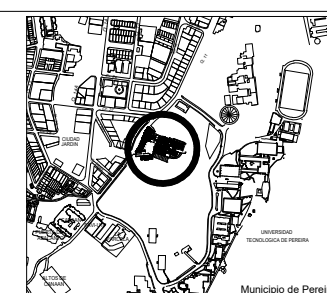 CIUDAD
JARDIN
UNIVERSIDAD
TECNOLOGICA DE PEREIRA
ALTOS DE
CANAAN
Municipio de Perei